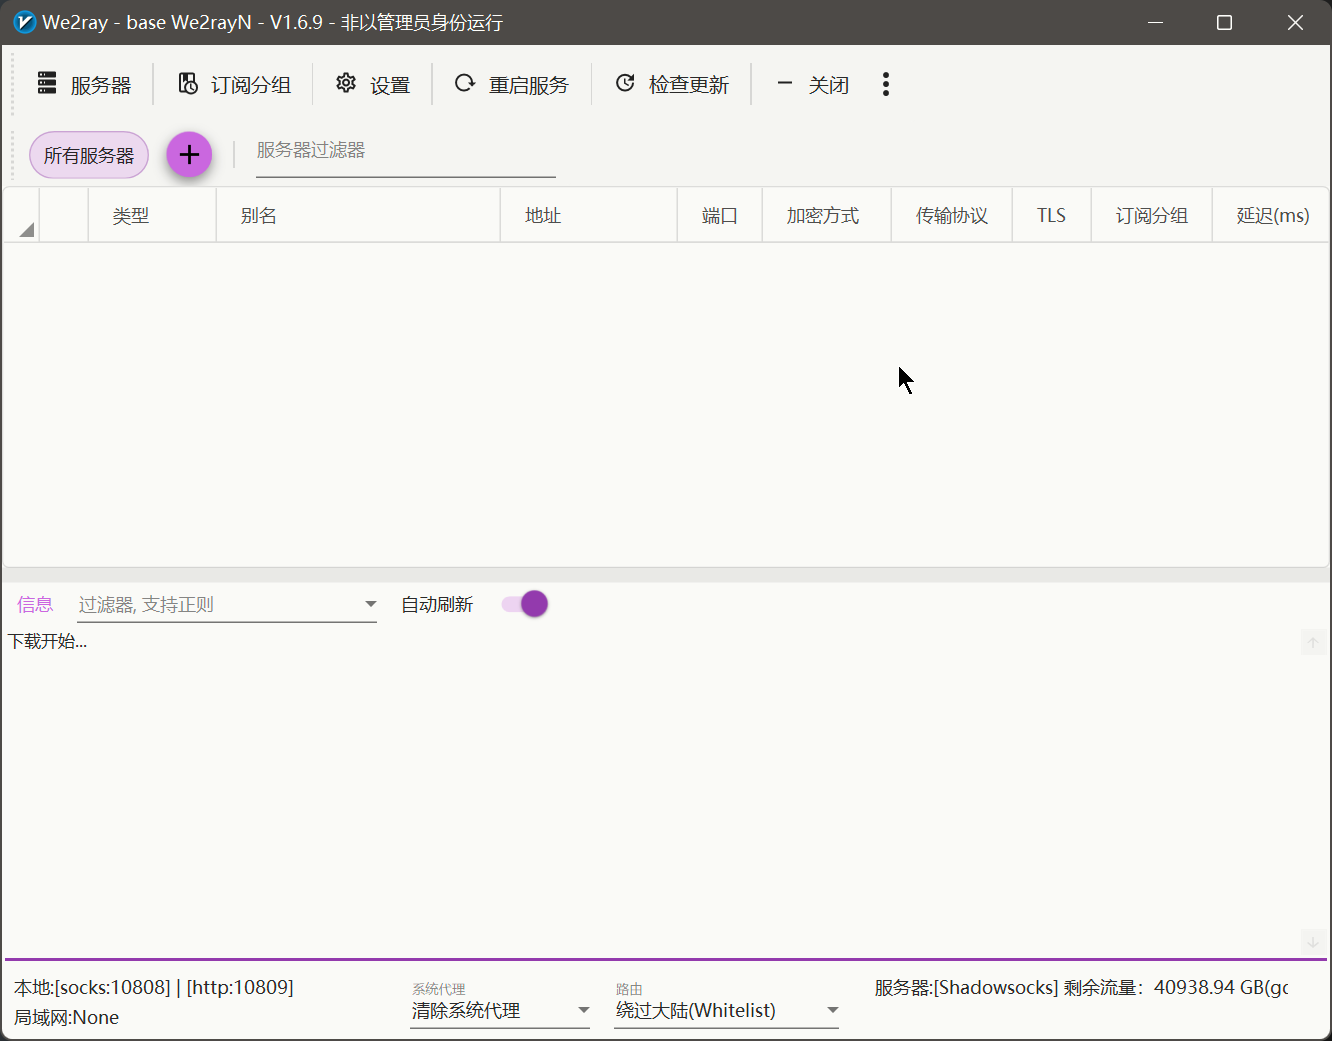 We2ray - base We2rayN - V1.6.9 - 非以管理员身份运行
服务器 订阅分组 设置 重启服务 检查更新 关闭
所有服务器 服务器过滤器
类型 别名 地址 端口 加密方式 传输协议 TLS 订阅分组 延迟(ms)
信息 过滤器, 支持正则 自动刷新
下载开始...
本地:[socks:10808] | [http:10809]
局域网:None
系统代理
清除系统代理
路由
绕过大陆(Whitelist)
服务器:[Shadowsocks] 剩余流量：40938.94 GB(